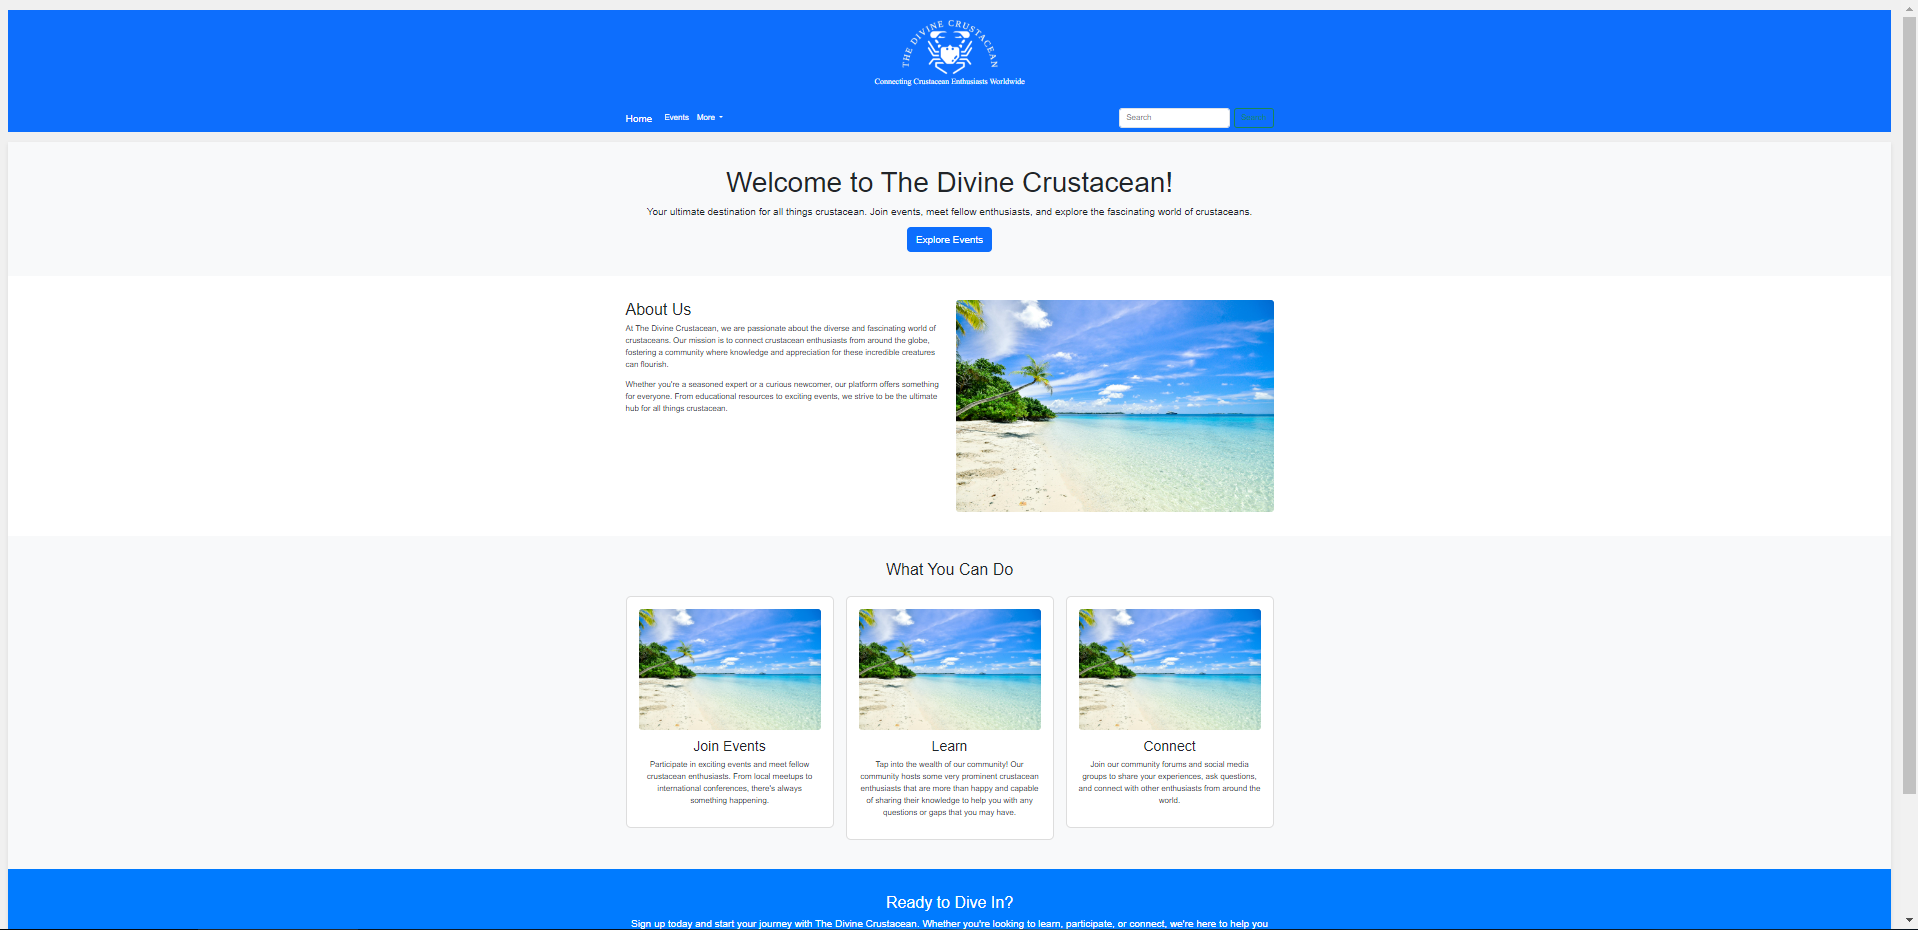 THE DIVINE CRUSTACEAN
Connecting Crustacean Enthusiasts Worldwide
Home Events More Search
Welcome to The Divine Crustacean!
Your ultimate destination for all things crustacean. Join events, meet fellow enthusiasts, and explore the fascinating world of crustaceans.
Explore Events
About Us
At The Divine Crustacean, we are passionate about the diverse and fascinating world of
crustaceans. Our mission is to connect crustacean enthusiasts from around the globe,
fostering a community where knowledge and appreciation for these incredible creatures
can flourish.
Whether you're a seasoned expert or a curious newcomer, our platform offers something
for everyone. From educational resources to exciting events, we strive to be the ultimate
hub for all things crustacean.
What You Can Do
Join Events
Participate in exciting events and meet fellow
crustacean enthusiasts. From local meetups to
international conferences, there's always
something happening.
Learn
Tap into the wealth of our community! Our
community hosts some very prominent crustacean
enthusiasts that are more than happy and capable
of sharing their knowledge to help you with any
questions or gaps that you may have.
Connect
Join our community forums and social media
groups to share your experiences, ask questions,
and connect with other enthusiasts from around the
world.
Ready to Dive In?
Sign up today and start your journey with The Divine Crustacean. Whether you're looking to learn, participate, or connect, we're here to help you